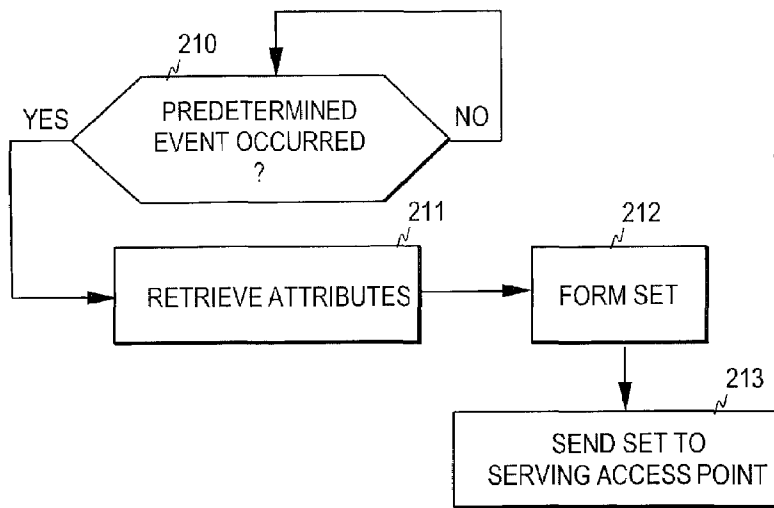 210
YES
PREDETERMINED
EVENT OCCURRED
?
NO
211
RETRIEVE ATTRIBUTES
212
FORM SET
213
SEND SET TO
SERVING ACCESS POINT